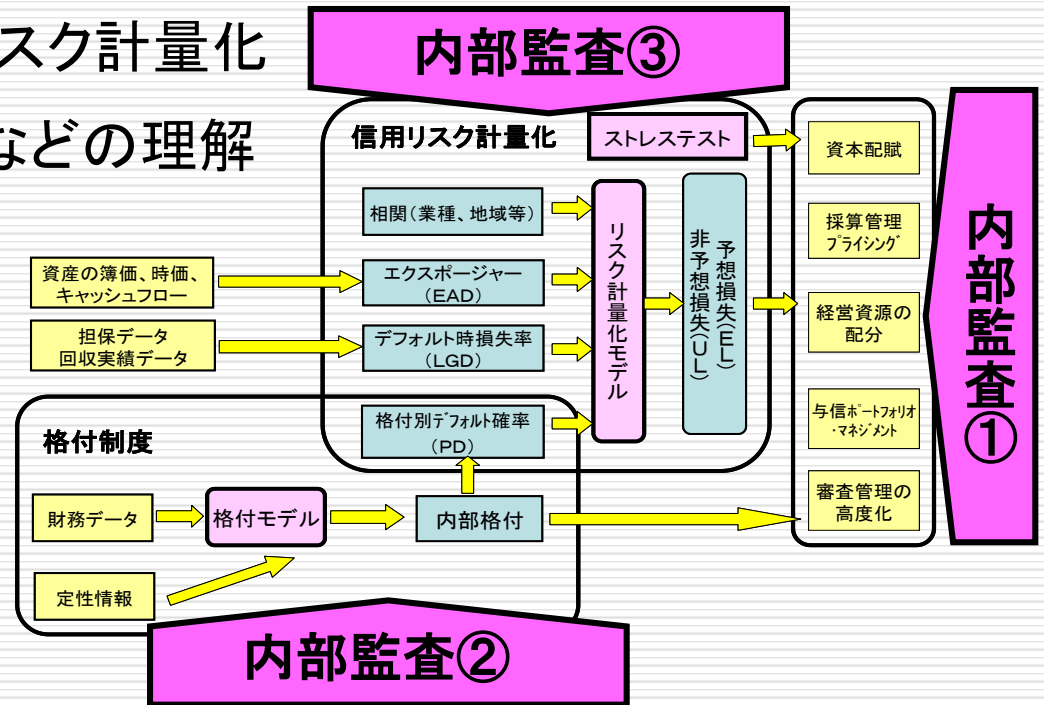 スク計量化
などの理解
内部監査③
信用リスク計量化
ストレステスト
資本配賦
相関(業種、地域等)
採算管理
ﾌﾟﾗｲｼﾝｸﾞ
資産の簿価、時価、
キャッシュフロー
エクスポージャー
(EAD)
リスク計量化モデル
予想損失(EL)
非予想損失(UL)
経営資源の
配分
担保データ
回収実績データ
デフォルト時損失率
(LGD)
格付別ﾃﾞﾌｫﾙﾄ確率
(PD)
与信ﾎﾟｰﾄﾌｫﾘｵ
・ﾏﾈｼﾞﾒﾝﾄ
格付制度
財務データ
格付モデル
内部格付
審査管理の
高度化
定性情報
内部監査②
内部監査①